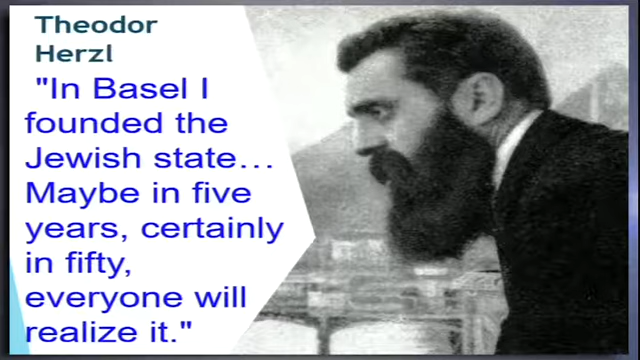 Theodor
Herzl
"In Basel I
founded the
Jewish state...
Maybe in five
years, certainly
in fifty,
everyone will
realize it."